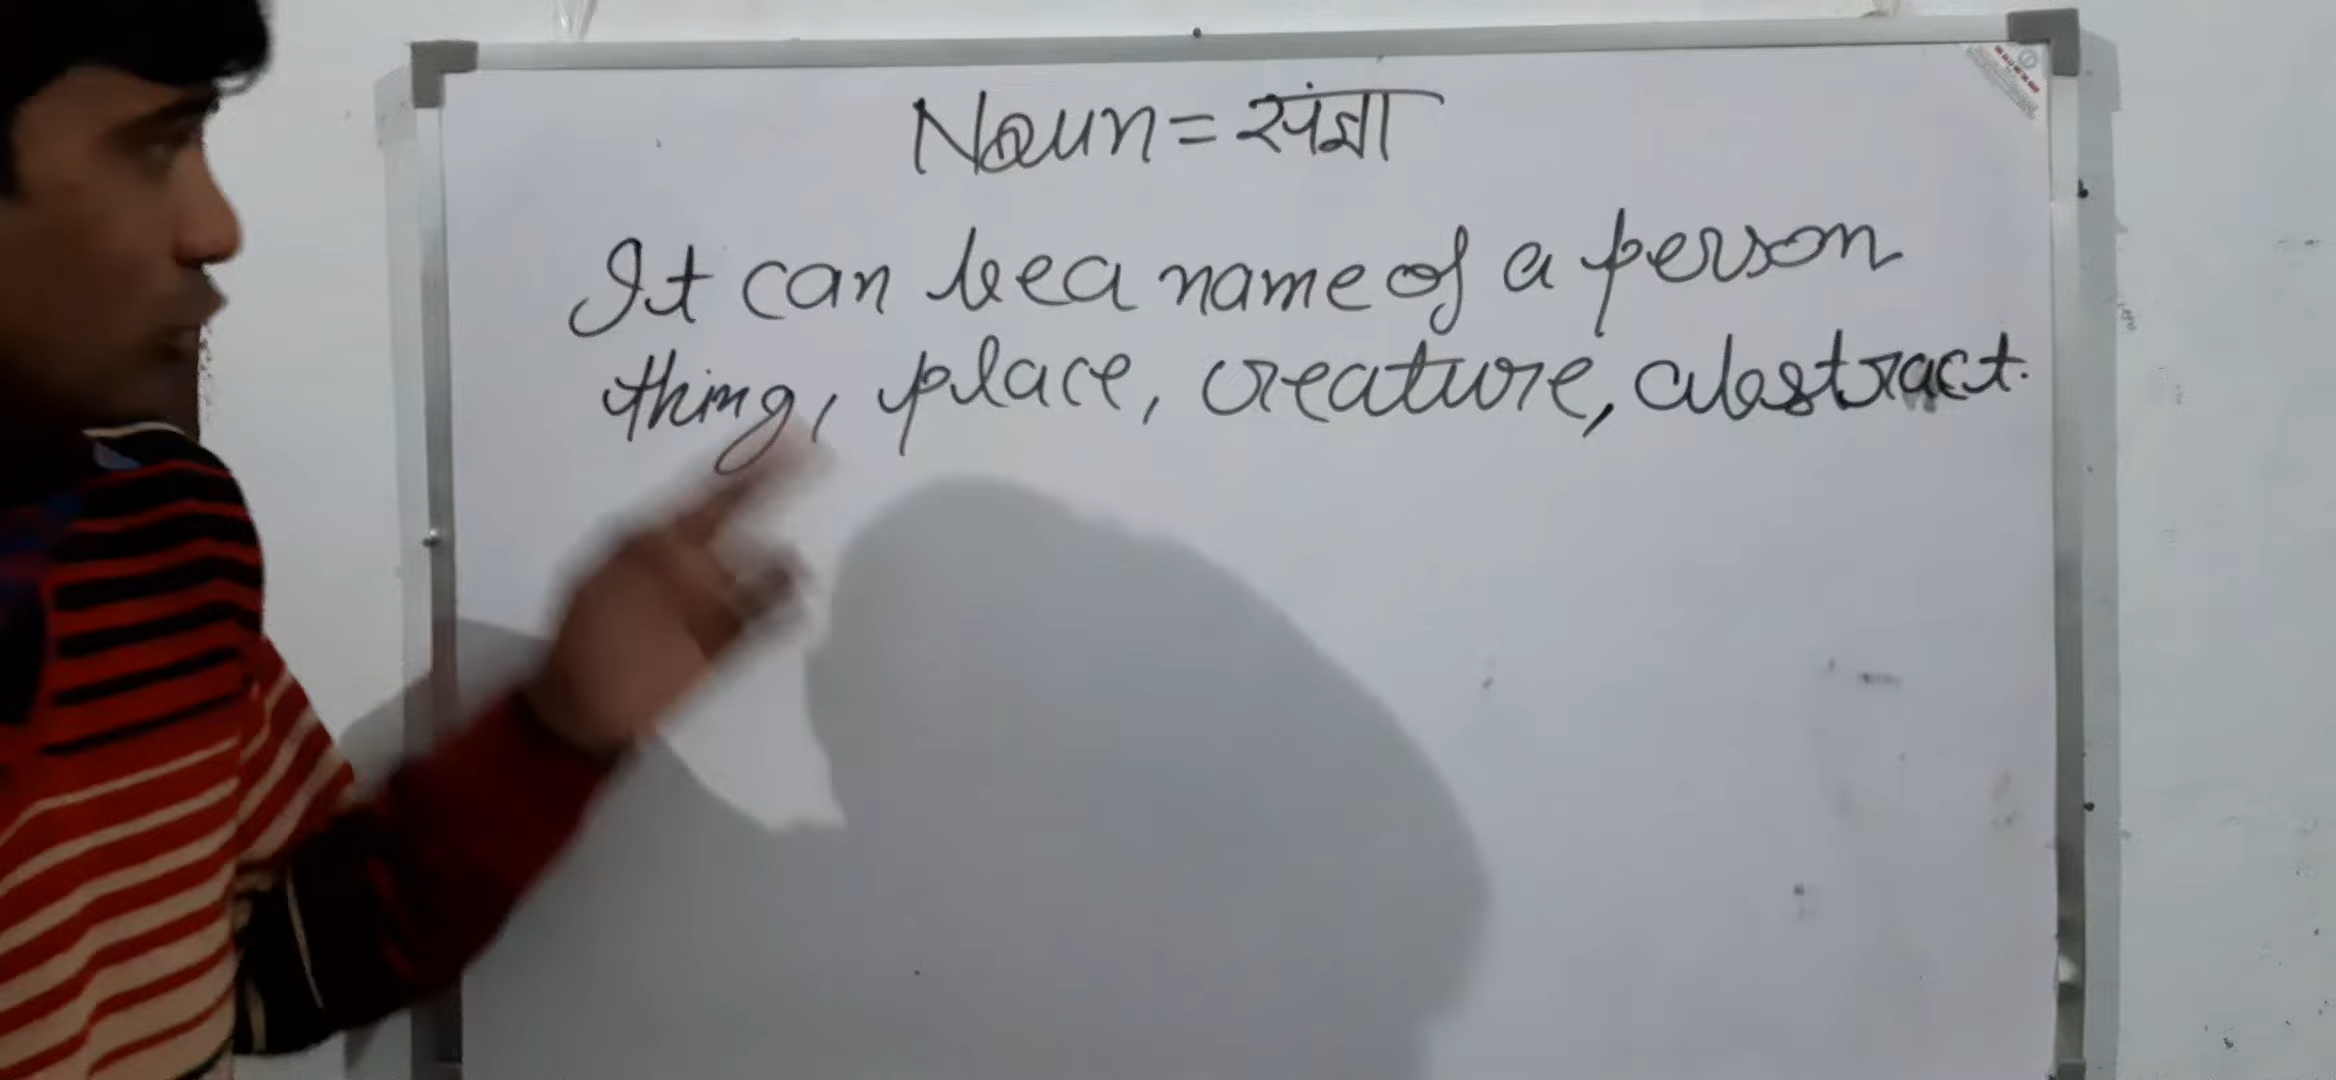 Noun = संज्ञा
It can be a name of a person
thing, place, creature, abstract.